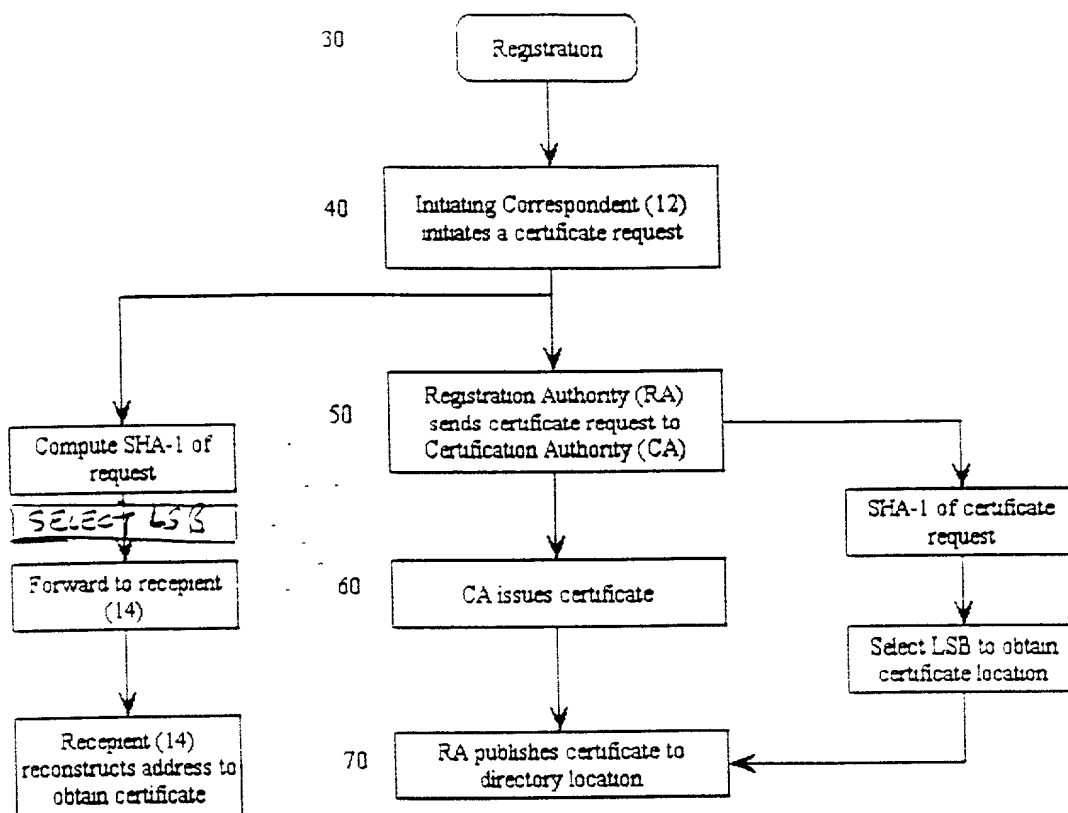 30
Registration
40
Initiating Correspondent (12)
initiates a certificate request
50
Registration Authority (RA)
sends certificate request to
Certification Authority (CA)
Compute SHA-1 of
request
SELECT LSB
Forward to recepient
(14)
Recepient (14)
reconstructs address to
obtain certificate
60
CA issues certificate
SHA-1 of certificate
request
Select LSB to obtain
certificate location
70
RA publishes certificate to
directory location